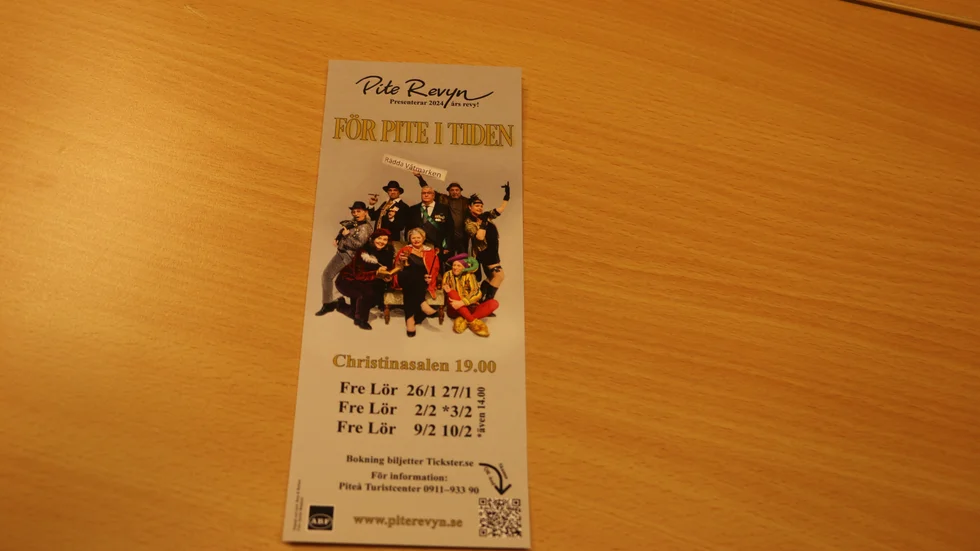 Pite Revyn
Presenterar 2024 års revy!
FÖR PITE I TIDEN
Rädda Våtmarken
Christinasalen 19.00
Fre Lör 26/1 27/1
Fre Lör 2/2 *3/2
Fre Lör 9/2 10/2
*även 14.00
Bokning biljetter Tickster.se
För information:
Piteå Turistcenter 0911-933 90
ABF
www.piterevyn.se